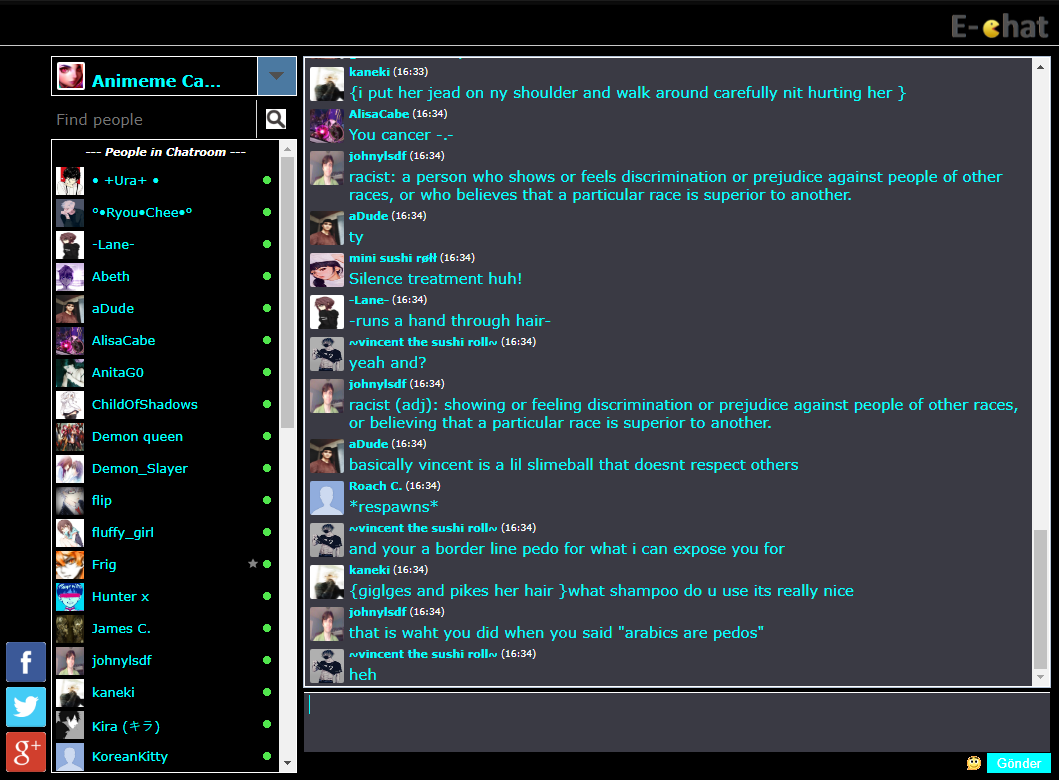 E-chat
Animeme Ca...
Find people
--- People in Chatroom ---
• +Ura+ •
º•Ryou•Chee•º
-Lane-
Abeth
aDude
AlisaCabe
AnitaG0
ChildOfShadows
Demon queen
Demon_Slayer
flip
fluffy_girl
Frig
Hunter x
James C.
johnylsdf
kaneki
Kira (キラ)
KoreanKitty
kaneki (16:33)
{i put her jead on ny shoulder and walk around carefully nit hurting her }
AlisaCabe (16:34)
You cancer -.-
johnylsdf (16:34)
racist: a person who shows or feels discrimination or prejudice against people of other
races, or who believes that a particular race is superior to another.
aDude (16:34)
ty
mini sushi røłł (16:34)
Silence treatment huh!
-Lane- (16:34)
-runs a hand through hair-
~vincent the sushi roll~ (16:34)
yeah and?
johnylsdf (16:34)
racist (adj): showing or feeling discrimination or prejudice against people of other races,
or believing that a particular race is superior to another.
aDude (16:34)
basically vincent is a lil slimeball that doesnt respect others
Roach C. (16:34)
*respawns*
~vincent the sushi roll~ (16:34)
and your a border line pedo for what i can expose you for
kaneki (16:34)
{giglges and pikes her hair }what shampoo do u use its really nice
johnylsdf (16:34)
that is waht you did when you said "arabics are pedos"
~vincent the sushi roll~ (16:34)
heh
Gönder
f
g+